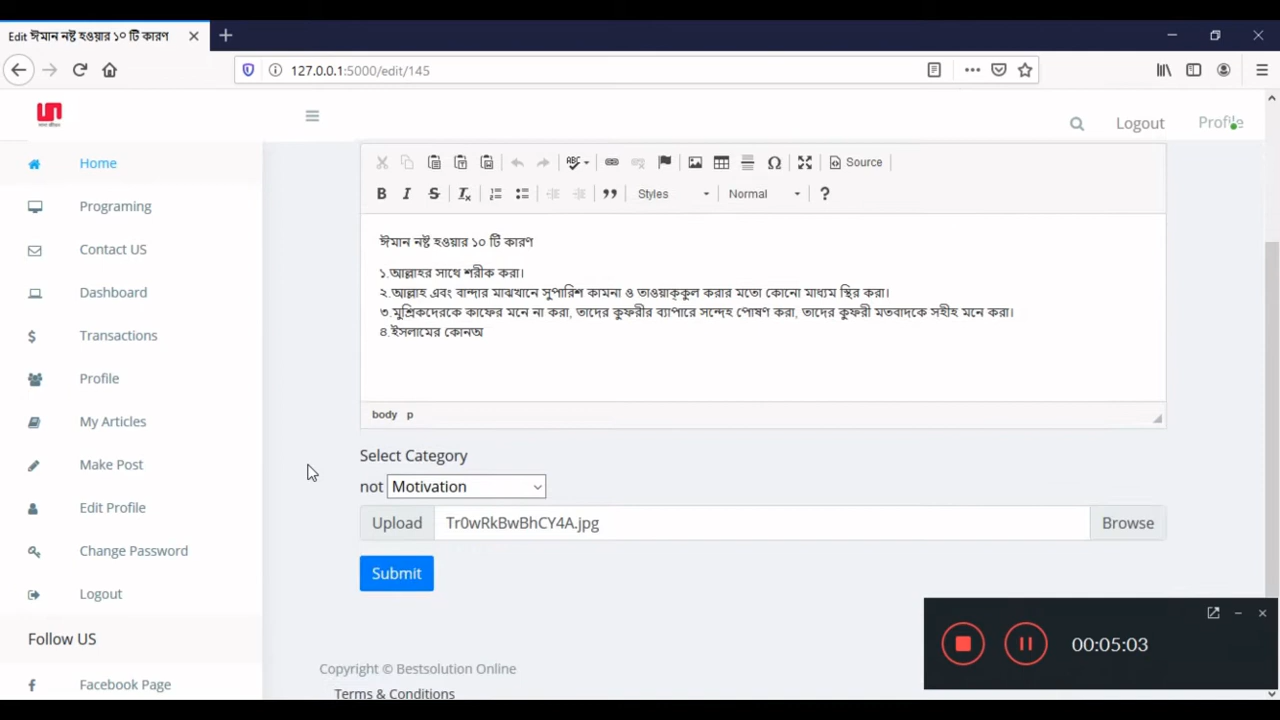 Edit ঈমান নষ্ট হওয়ার ১০ টি কারণ
127.0.0.1:5000/edit/145
Logout
Profile
Home
Programing
Contact US
Dashboard
Transactions
Profile
My Articles
Make Post
Edit Profile
Change Password
Logout
Follow US
Facebook Page
ABC
Source
B I S Tx
Styles
Normal
?
ঈমান নষ্ট হওয়ার ১০ টি কারণ
১.আল্লাহর সাথে শরীক করা।
২.আল্লাহ এবং বান্দার মাঝখানে সুপারিশ কামনা ও তাওয়াক্কুল করার মতো কোনো মাধ্যম স্থির করা।
৩.মুশ্রিকদেরকে কাফের মনে না করা, তাদের কুফরীর ব্যাপারে সন্দেহ পোষণ করা, তাদের কুফরী মতবাদকে সহীহ মনে করা।
৪.ইসলামের কোনঅ
body p
Select Category
not Motivation
Upload Tr0wRkBwBhCY4A.jpg Browse
Submit
Copyright © Bestsolution Online
Terms & Conditions
00:05:03